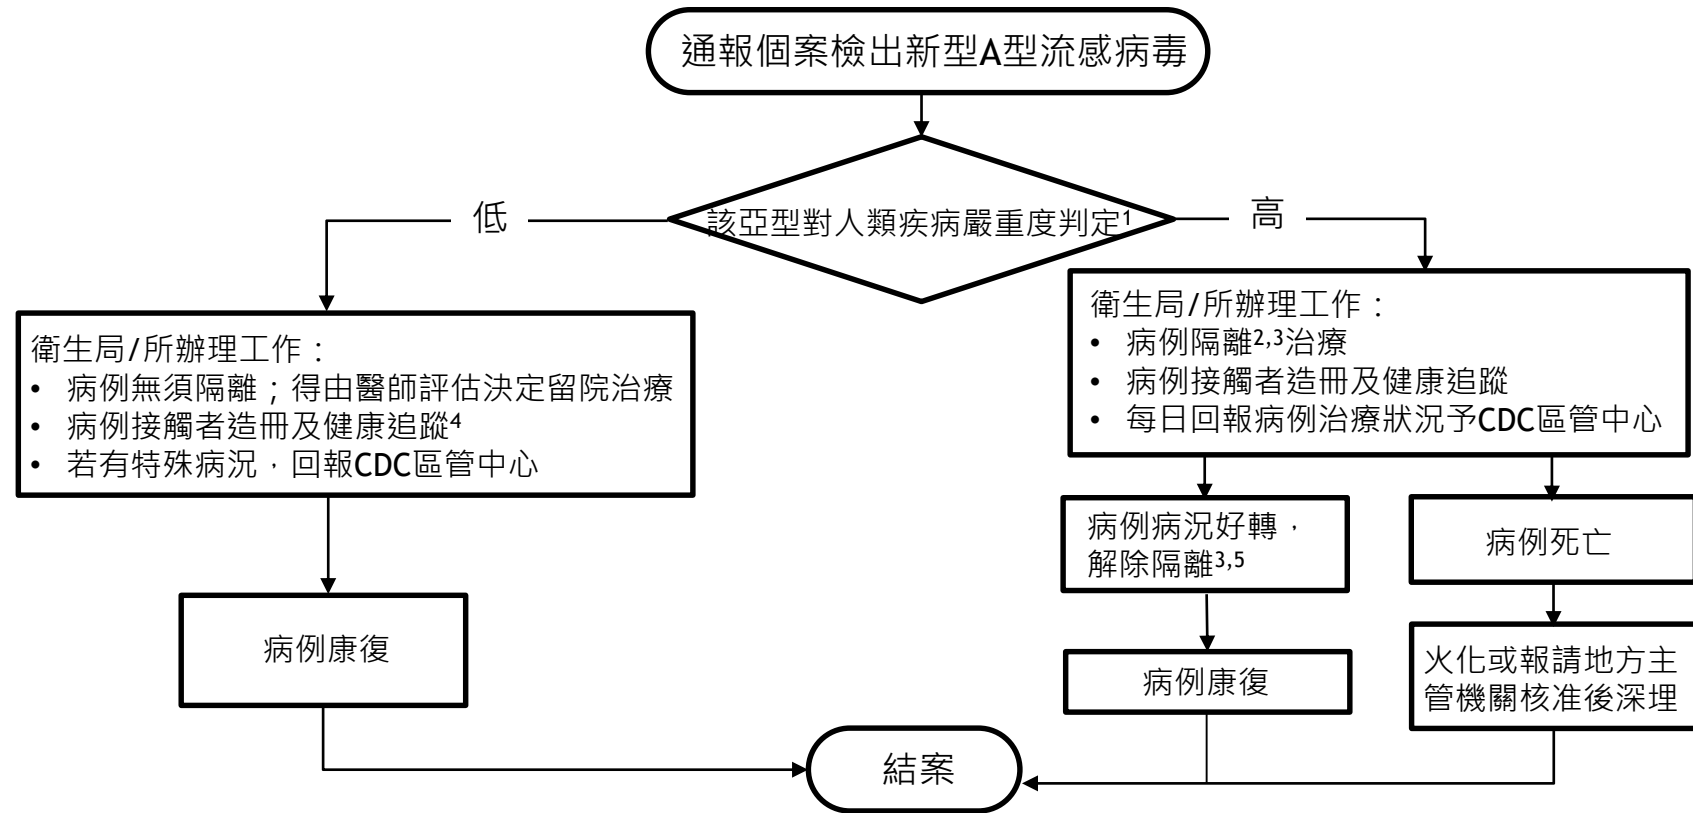 通報個案檢出新型A型流感病毒
該亞型對人類疾病嚴重度判定¹
低
高
衛生局/所辦理工作：
• 病例無須隔離；得由醫師評估決定留院治療
• 病例接觸者造冊及健康追蹤⁴
• 若有特殊病況，回報CDC區管中心
衛生局/所辦理工作：
• 病例隔離²,³治療
• 病例接觸者造冊及健康追蹤
• 每日回報病例治療狀況予CDC區管中心
病例康復
病例病況好轉，
解除隔離³,⁵
病例康復
病例死亡
火化或報請地方主
管機關核准後深埋
結案